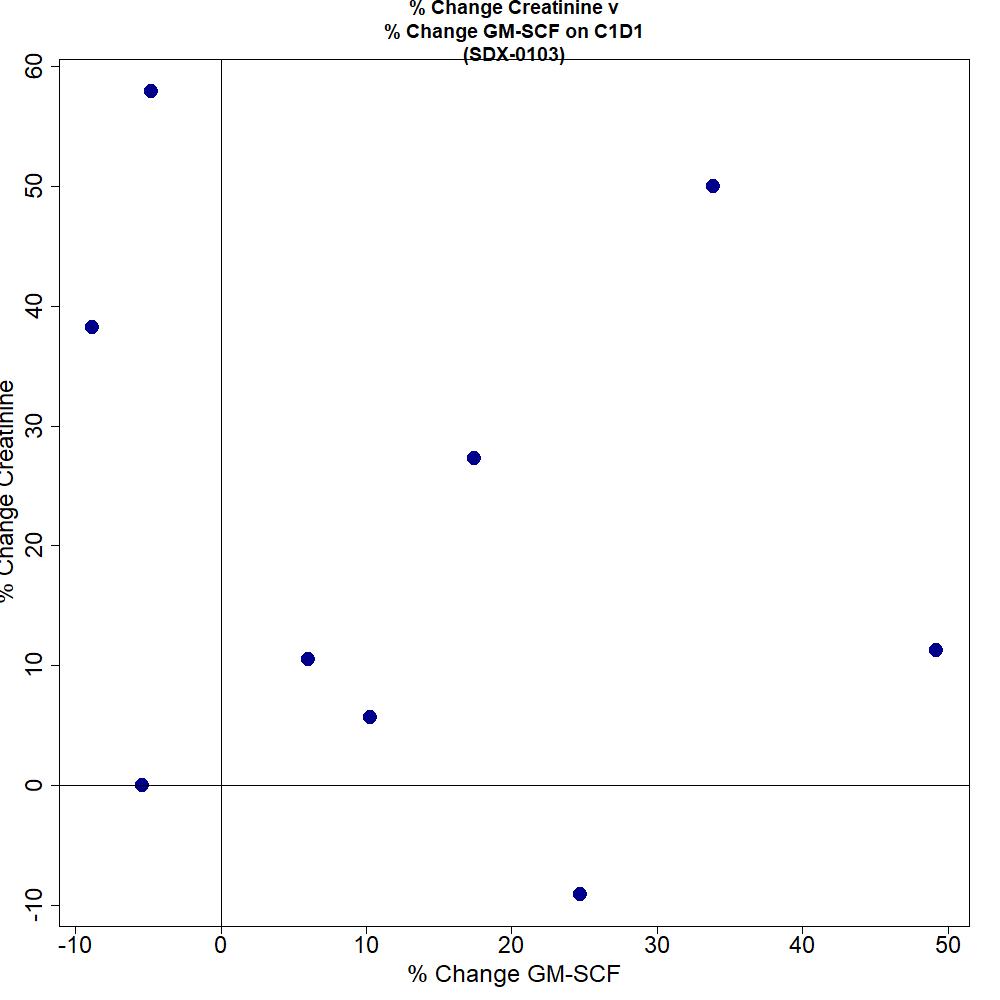 % Change Creatinine v
% Change GM-SCF on C1D1
(SDX-0103)
% Change Creatinine
60
50
40
30
20
10
0
-10
-10 0 10 20 30 40 50
% Change GM-SCF